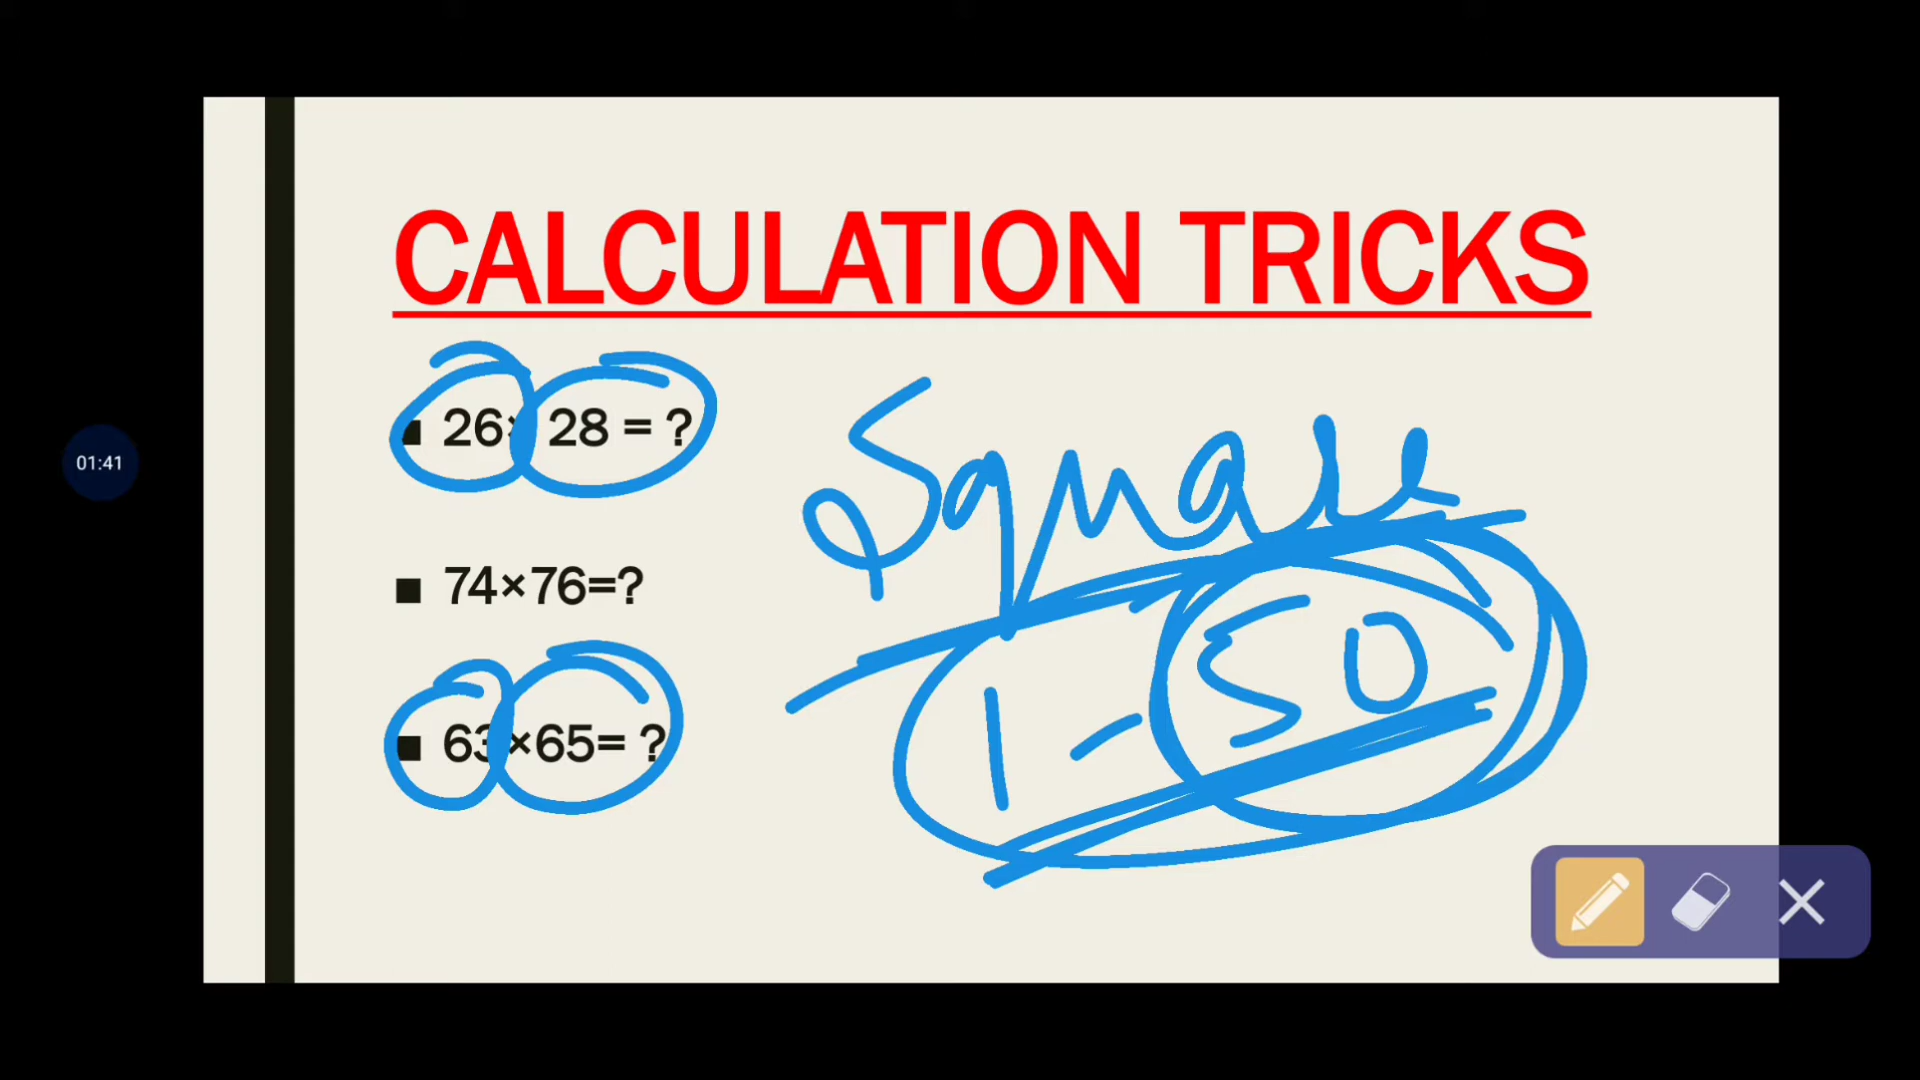 CALCULATION TRICKS
26× 28 = ?
Square
74×76=?
1-50
63×65= ?
01:41